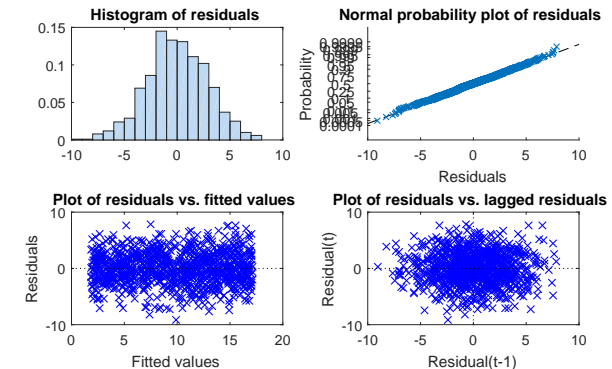 Histogram of residuals
0.15
0.1
0.05
0
-10 -5 0 5 10
Normal probability plot of residuals
Probability
0.75
0.5
0.25
0.0001
-10 -5 0 5 10
Residuals
Plot of residuals vs. fitted values
Residuals
10
0
-10
0 5 10 15 20
Fitted values
Plot of residuals vs. lagged residuals
Residual(t)
10
0
-10
-10 -5 0 5 10
Residual(t-1)